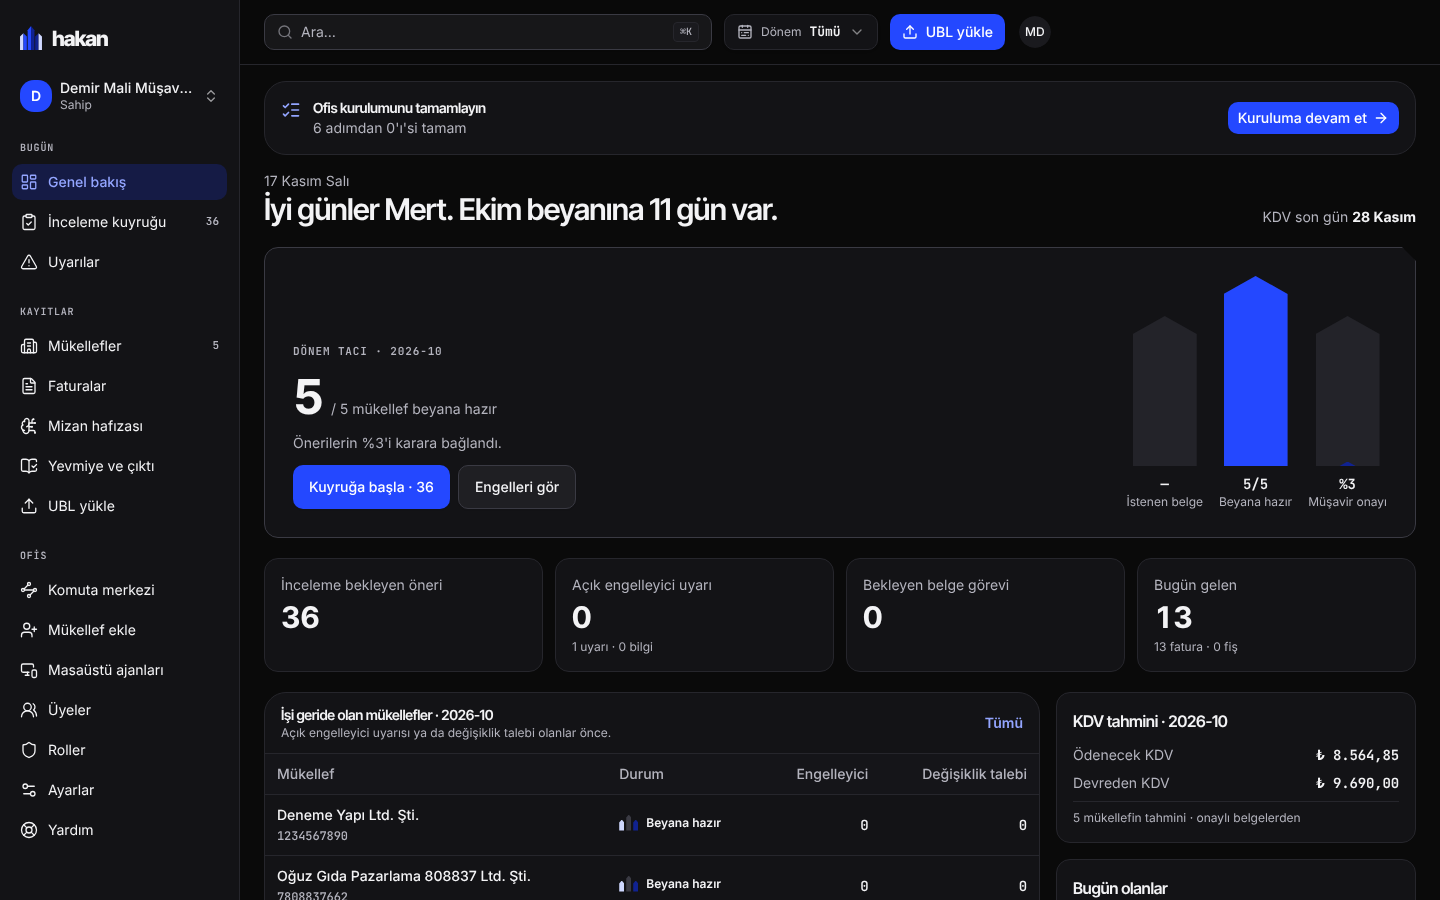 hakan
Demir Mali Müşav...
Sahip
BUGÜN
Genel bakış
İnceleme kuyruğu 36
Uyarılar
KAYITLAR
Mükellefler 5
Faturalar
Mizan hafızası
Yevmiye ve çıktı
UBL yükle
OFİS
Komuta merkezi
Mükellef ekle
Masaüstü ajanları
Üyeler
Roller
Ayarlar
Yardım
Ara... ⌘K
Dönem Tümü
UBL yükle
MD
Ofis kurulumunu tamamlayın
6 adımdan 0'ı'si tamam
Kuruluma devam et →
17 Kasım Salı
İyi günler Mert. Ekim beyanına 11 gün var.
KDV son gün 28 Kasım
DÖNEM TACI · 2026-10
5 / 5 mükellef beyana hazır
Önerilerin %3'i karara bağlandı.
Kuyruğa başla · 36
Engelleri gör
– 5/5 %3
İstenen belge Beyana hazır Müşavir onayı
İnceleme bekleyen öneri
36
Açık engelleyici uyarı
0
1 uyarı · 0 bilgi
Bekleyen belge görevi
0
Bugün gelen
13
13 fatura · 0 fiş
İşi geride olan mükellefler · 2026-10
Açık engelleyici uyarısı ya da değişiklik talebi olanlar önce.
Tümü
Mükellef Durum Engelleyici Değişiklik talebi
Deneme Yapı Ltd. Şti.
1234567890
Beyana hazır 0 0
Oğuz Gıda Pazarlama 808837 Ltd. Şti.
7808837662
Beyana hazır 0 0
KDV tahmini · 2026-10
Ödenecek KDV ₺ 8.564,85
Devreden KDV ₺ 9.690,00
5 mükellefin tahmini · onaylı belgelerden
Bugün olanlar